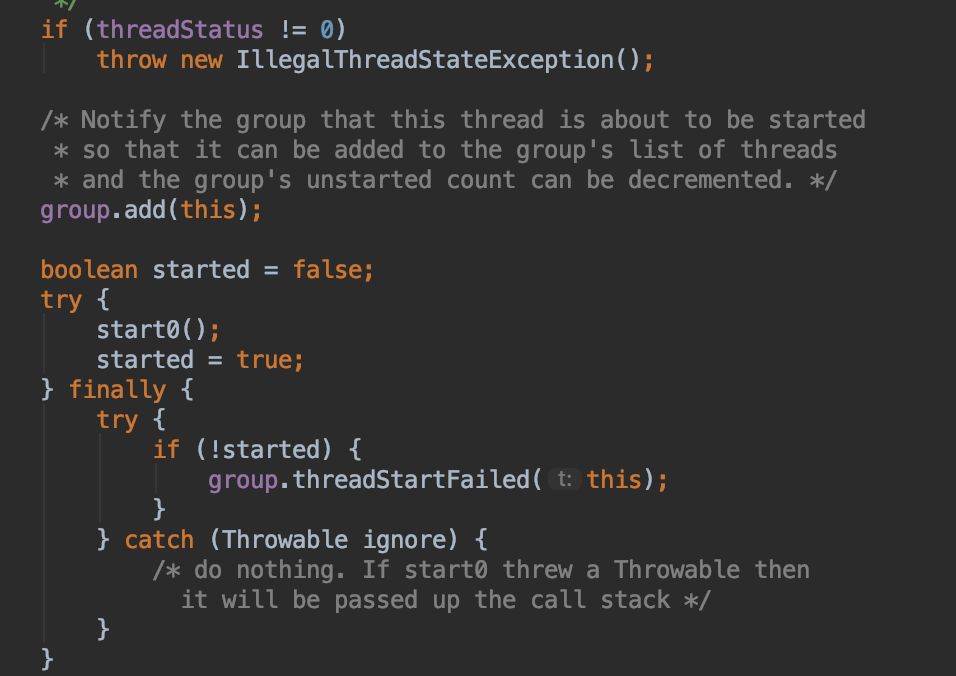 */
if (threadStatus != 0)
    throw new IllegalThreadStateException();

/* Notify the group that this thread is about to be started
 * so that it can be added to the group's list of threads
 * and the group's unstarted count can be decremented. */
group.add(this);

boolean started = false;
try {
    start0();
    started = true;
} finally {
    try {
        if (!started) {
            group.threadStartFailed( t: this);
        }
    } catch (Throwable ignore) {
        /* do nothing. If start0 threw a Throwable then
          it will be passed up the call stack */
    }
}